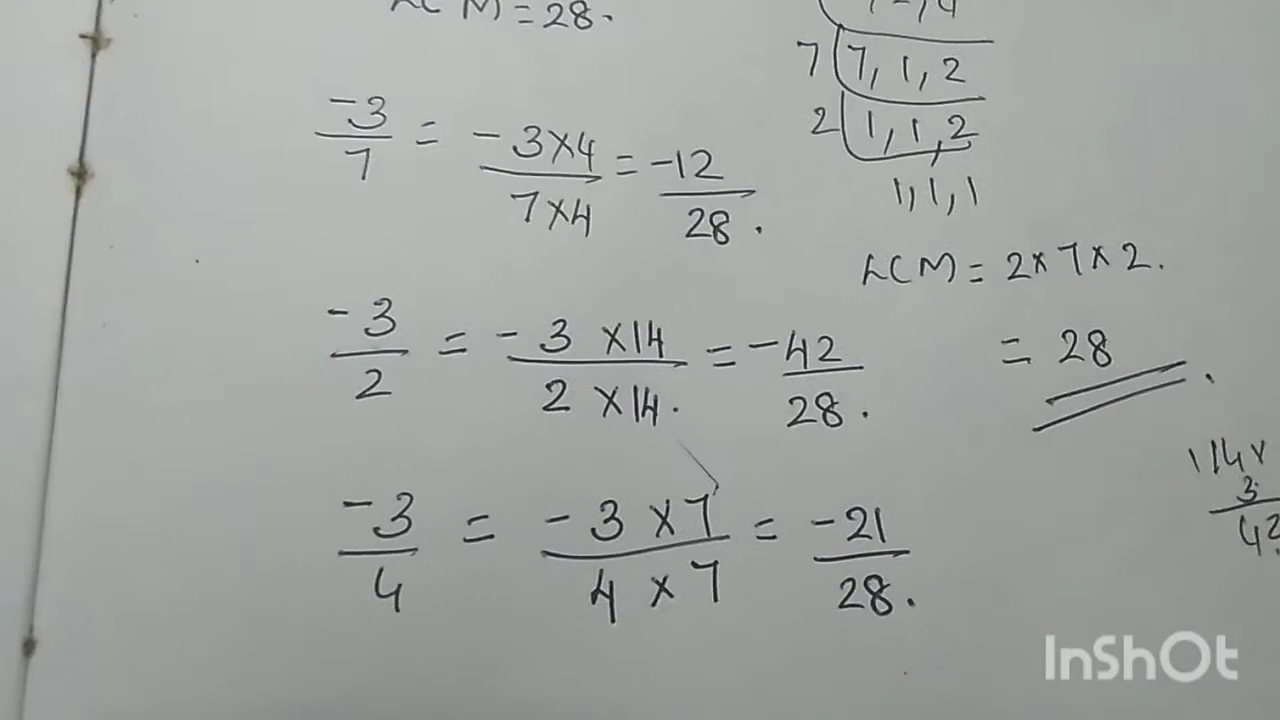 LCM = 28.
7 7, 1, 2
2 1, 1, 2
1, 1, 1
-3/7 = -3×4/7×4 = -12/28.
LCM = 2×7×2.
= 28
-3/2 = -3×14/2×14. = -42/28.
-3/4 = -3×7/4×7 = -21/28.
3
42
InShOt